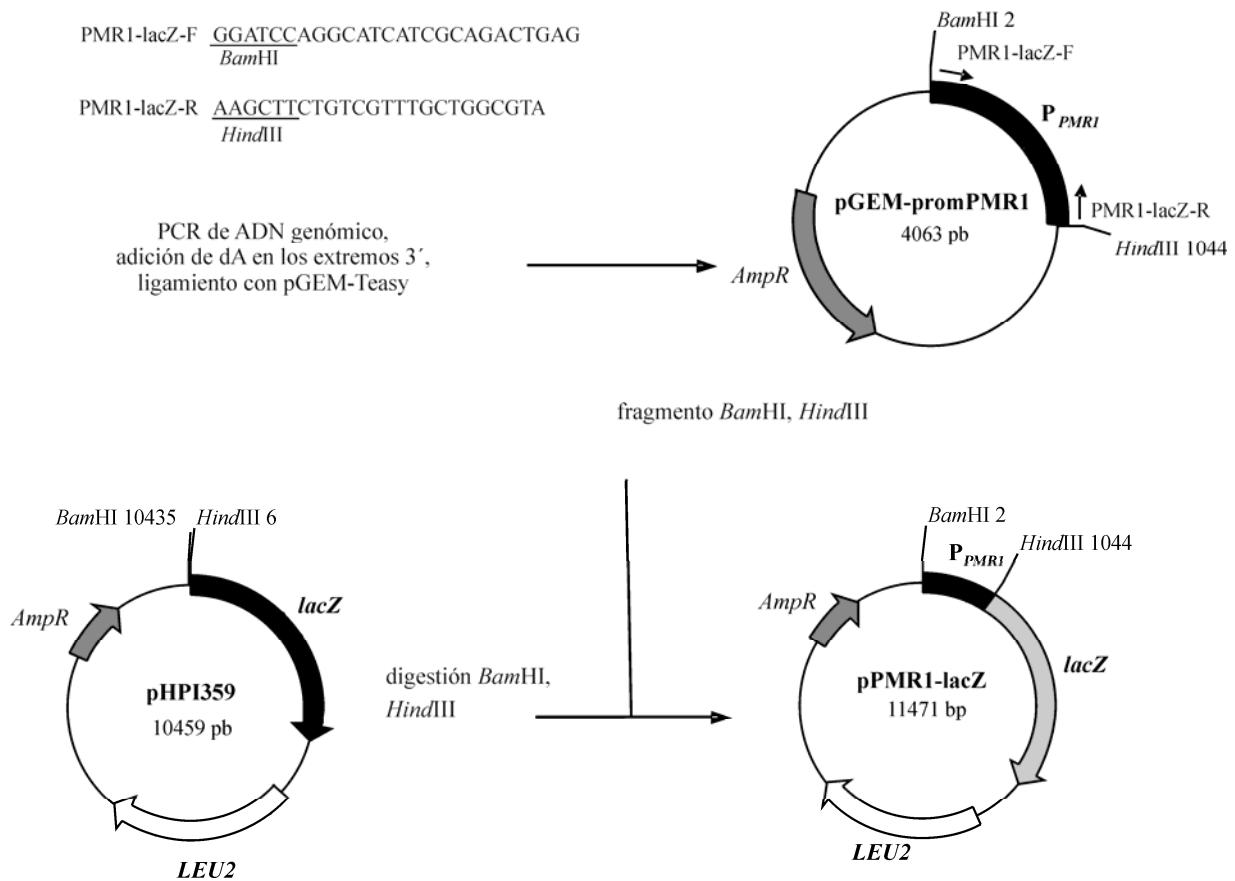 PMR1-lacZ-F GGATCCAGGCATCATCGCAGACTGAG
BamHI
PMR1-lacZ-R AAGCTTCTGTCGTTTGCTGGCGTA
HindIII
PCR de ADN genómico,
adición de dA en los extremos 3´,
ligamiento con pGEM-Teasy
BamHI 2
PMR1-lacZ-F
P PMR1
pGEM-promPMR1
4063 pb
PMR1-lacZ-R
HindIII 1044
AmpR
fragmento BamHI, HindIII
BamHI 10435 HindIII 6
AmpR
lacZ
pHPI359
10459 pb
LEU2
digestión BamHI,
HindIII
BamHI 2
P PMR1
HindIII 1044
AmpR
lacZ
pPMR1-lacZ
11471 bp
LEU2